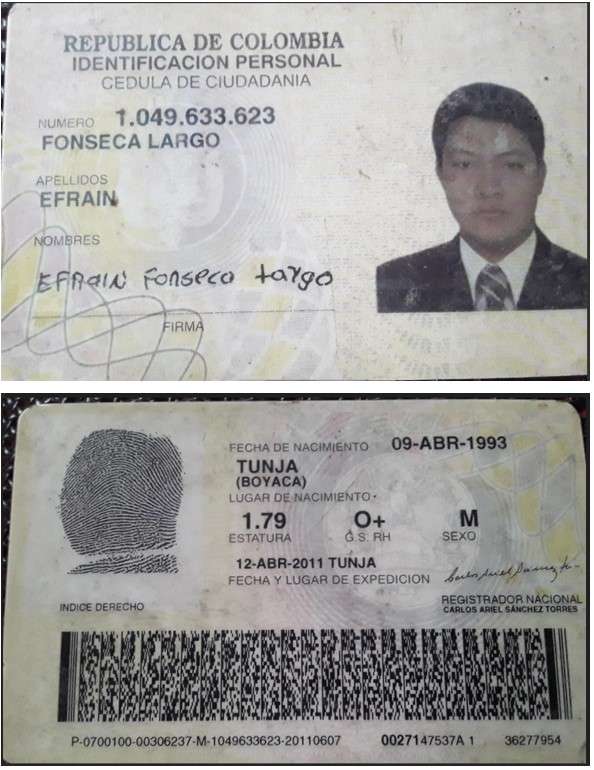 REPUBLICA DE COLOMBIA
IDENTIFICACION PERSONAL
CEDULA DE CIUDADANIA
NUMERO 1.049.633.623
FONSECA LARGO
APELLIDOS
EFRAIN
NOMBRES
EFRAIN Fonseca Largo
FIRMA
FECHA DE NACIMIENTO 09-ABR-1993
TUNJA
(BOYACA)
LUGAR DE NACIMIENTO
1.79 O+ M
ESTATURA G.S. RH SEXO
12-ABR-2011 TUNJA
FECHA Y LUGAR DE EXPEDICION
INDICE DERECHO
REGISTRADOR NACIONAL
CARLOS ARIEL SÁNCHEZ TORRES
P-0700100-00306237-M-1049633623-20110607 0027147537A 1 36277954